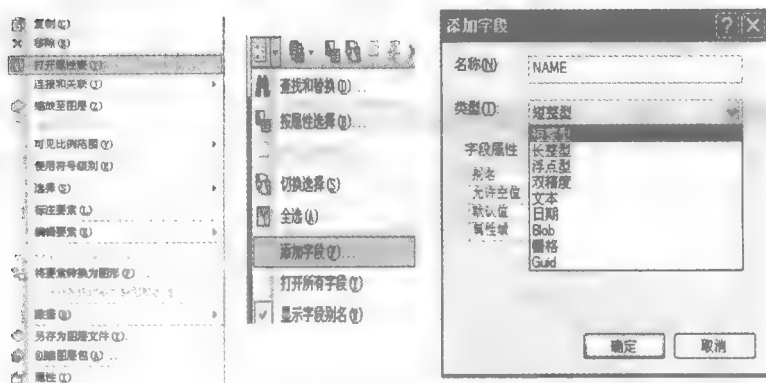 复制(C)
移除(R)
打开属性表(T)
连接和关联(J)
缩放至图层(Z)
可见比例范围(V)
使用符号级别(E)
选择(S)
标注要素(L)
编辑要素(E)
将要素转换为图形(E)
数据(D)
另存为图层文件(Y)...
创建图层包(A)...
属性(I)
查找和替换(D)...
按属性选择(B)...
切换选择(S)
全选(A)
添加字段(F)...
打开所有字段(T)
显示字段别名(W)
添加字段
名称(N)
NAME
类型(T):
短整型
短整型
长整型
浮点型
双精度
文本
日期
Blob
栅格
Guid
字段属性
别名
允许空值
默认值
属性域
确定
取消